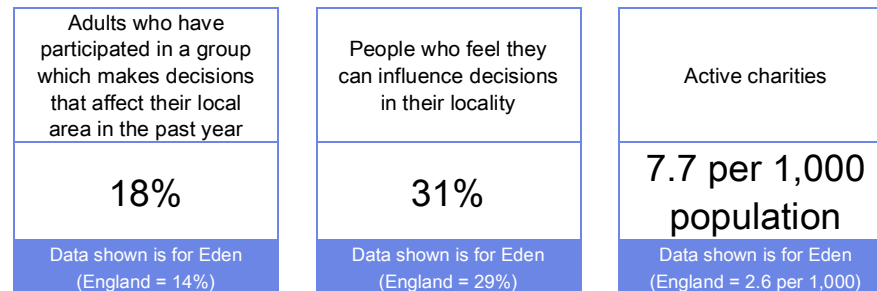 Adults who have
participated in a group
which makes decisions
that affect their local
area in the past year
18%
Data shown is for Eden
(England = 14%)
People who feel they
can influence decisions
in their locality
31%
Data shown is for Eden
(England = 29%)
Active charities
7.7 per 1,000
population
Data shown is for Eden
(England = 2.6 per 1,000)